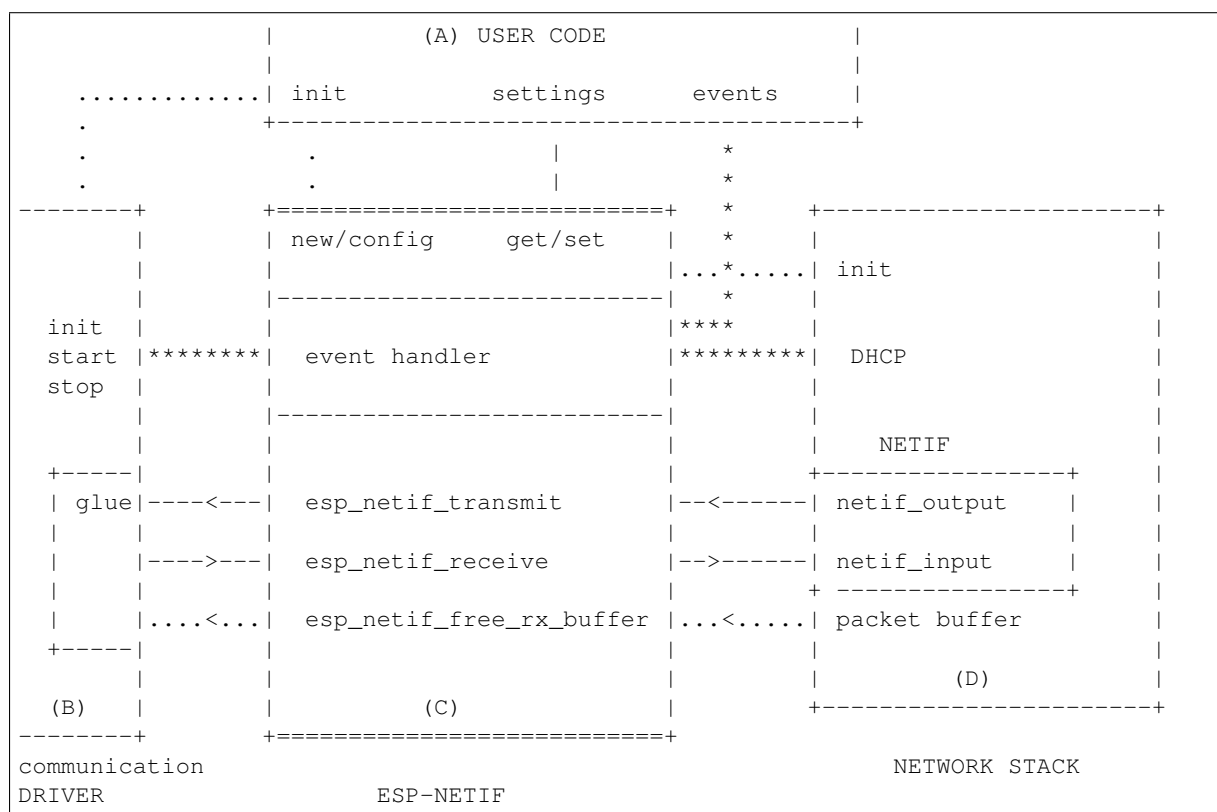 |          (A) USER CODE                 |
                 |                                        |
    .............| init          settings      events     |
    .            +----------------------------------------+
    .               .                |           *
    .               .                |           *
--------+        +===========================+   *     +-----------------------+
        |        | new/config     get/set    |   *     |                       |
        |        |                           |...*.....| init                  |
        |        |---------------------------|   *     |                       |
  init  |        |                           |****     |                       |
  start |********|  event handler            |*********|  DHCP                 |
  stop  |        |                           |         |                       |
        |        |---------------------------|         |                       |
        |        |                           |         |    NETIF              |
  +-----|        |                           |         +-----------------+     |
  | glue|----<---|  esp_netif_transmit       |--<------| netif_output    |     |
  |     |        |                           |         |                 |     |
  |     |---->---|  esp_netif_receive        |-->------| netif_input     |     |
  |     |        |                           |         + ----------------+     |
  |     |....<...|  esp_netif_free_rx_buffer |...<.....| packet buffer         |
  +-----|        |                           |         |                       |
        |        |                           |         |         (D)           |
  (B)   |        |          (C)              |         +-----------------------+
--------+        +===========================+
communication                                                NETWORK STACK
DRIVER                   ESP-NETIF